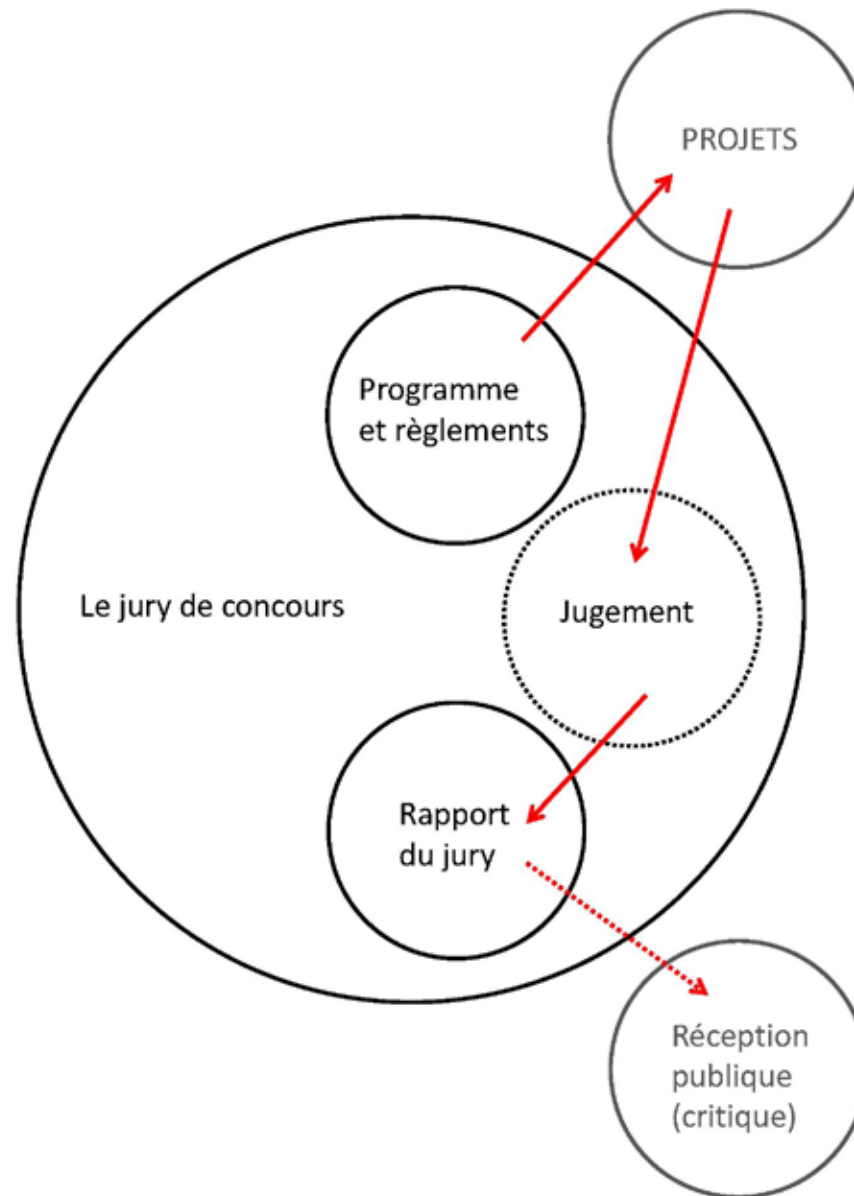 PROJETS
Programme
et règlements
Le jury de concours
Jugement
Rapport
du jury
Réception
publique
(critique)